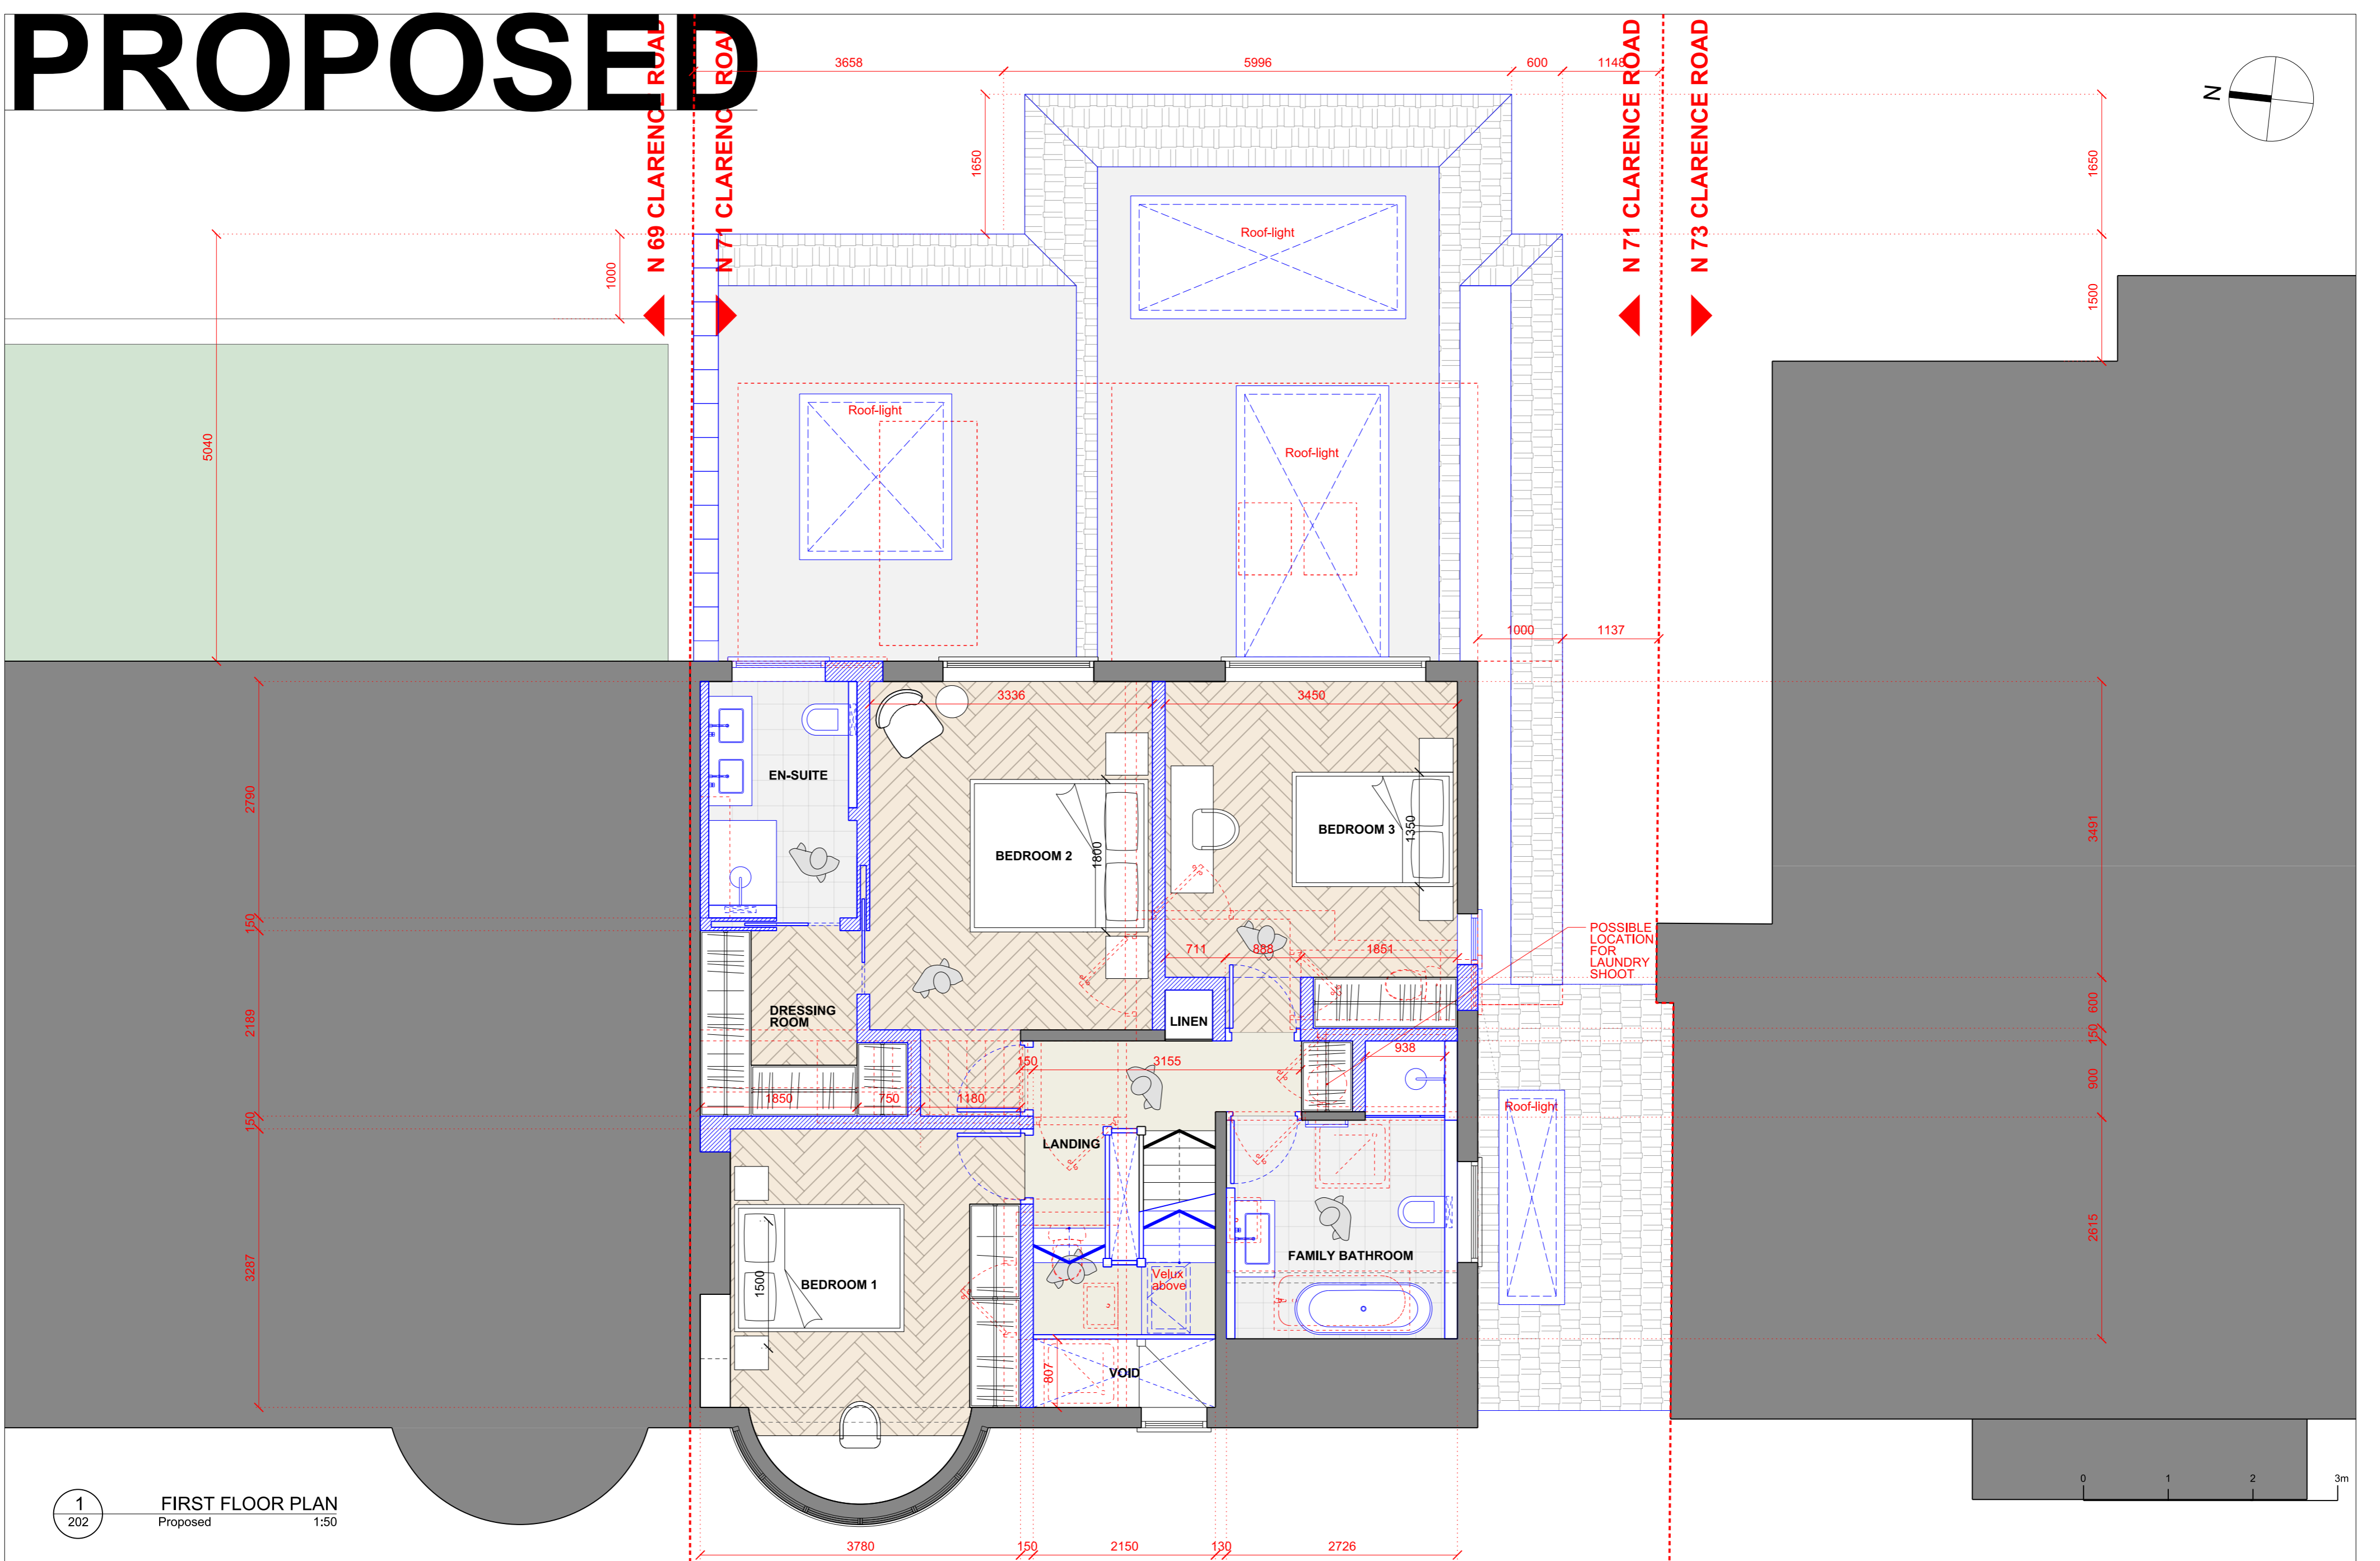 PROPOSED
N 69 CLARENCE ROAD
N 71 CLARENCE ROAD
N 71 CLARENCE ROAD
N 73 CLARENCE ROAD
N
3658
5996
600
1148
1650
1650
1000
1500
5040
Roof-light
Roof-light
Roof-light
1000
1137
3336
3450
EN-SUITE
BEDROOM 2
1800
BEDROOM 3
1350
2790
3491
150
711
888
1851
POSSIBLE
LOCATION
FOR
LAUNDRY
SHOOT
DRESSING
ROOM
LINEN
2189
600
150
150
3155
938
900
1850
750
1180
Roof-light
150
LANDING
2615
FAMILY BATHROOM
3287
BEDROOM 1
1500
Velux
above
807
VOID
1
202
FIRST FLOOR PLAN
Proposed
1:50
0
1
2
3m
3780
150
2150
130
2726